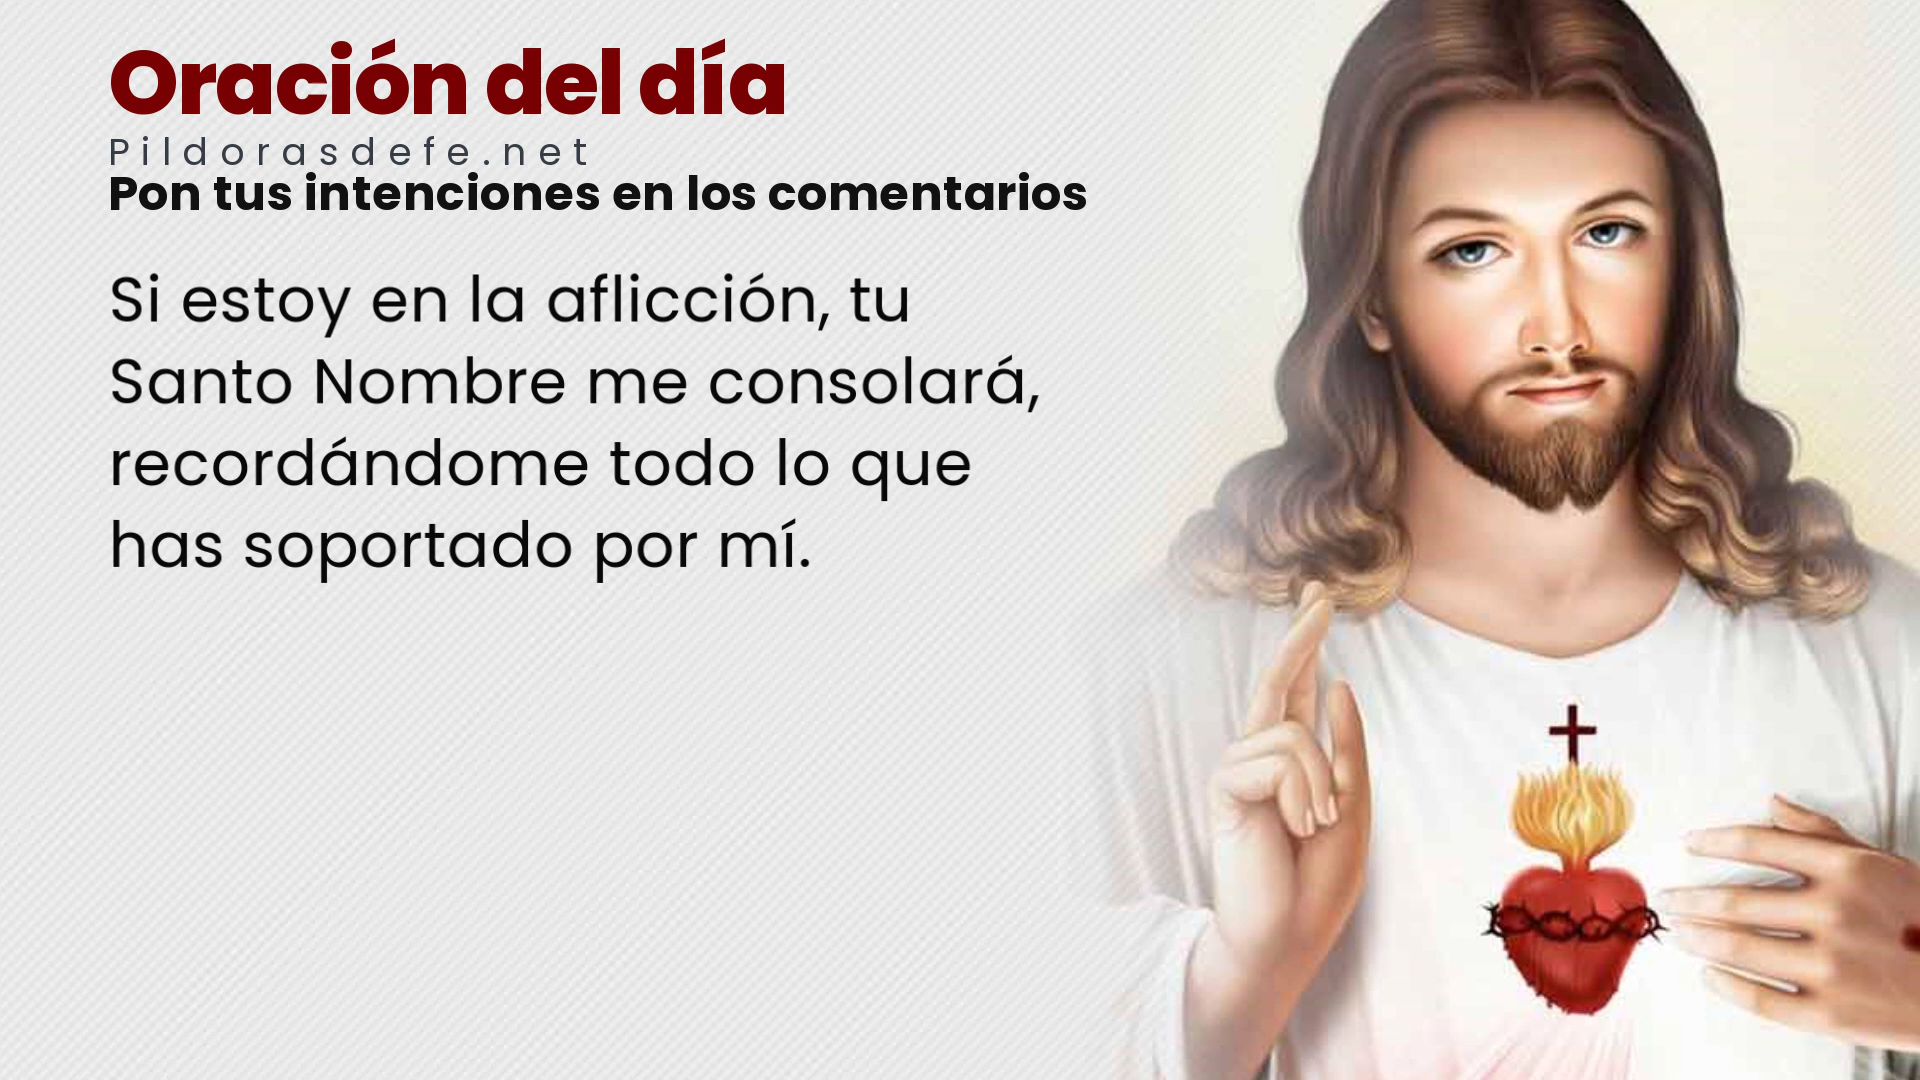 Oración del día
Pildorasdefe.net
Pon tus intenciones en los comentarios
Si estoy en la aflicción, tu
Santo Nombre me consolará,
recordándome todo lo que
has soportado por mí.